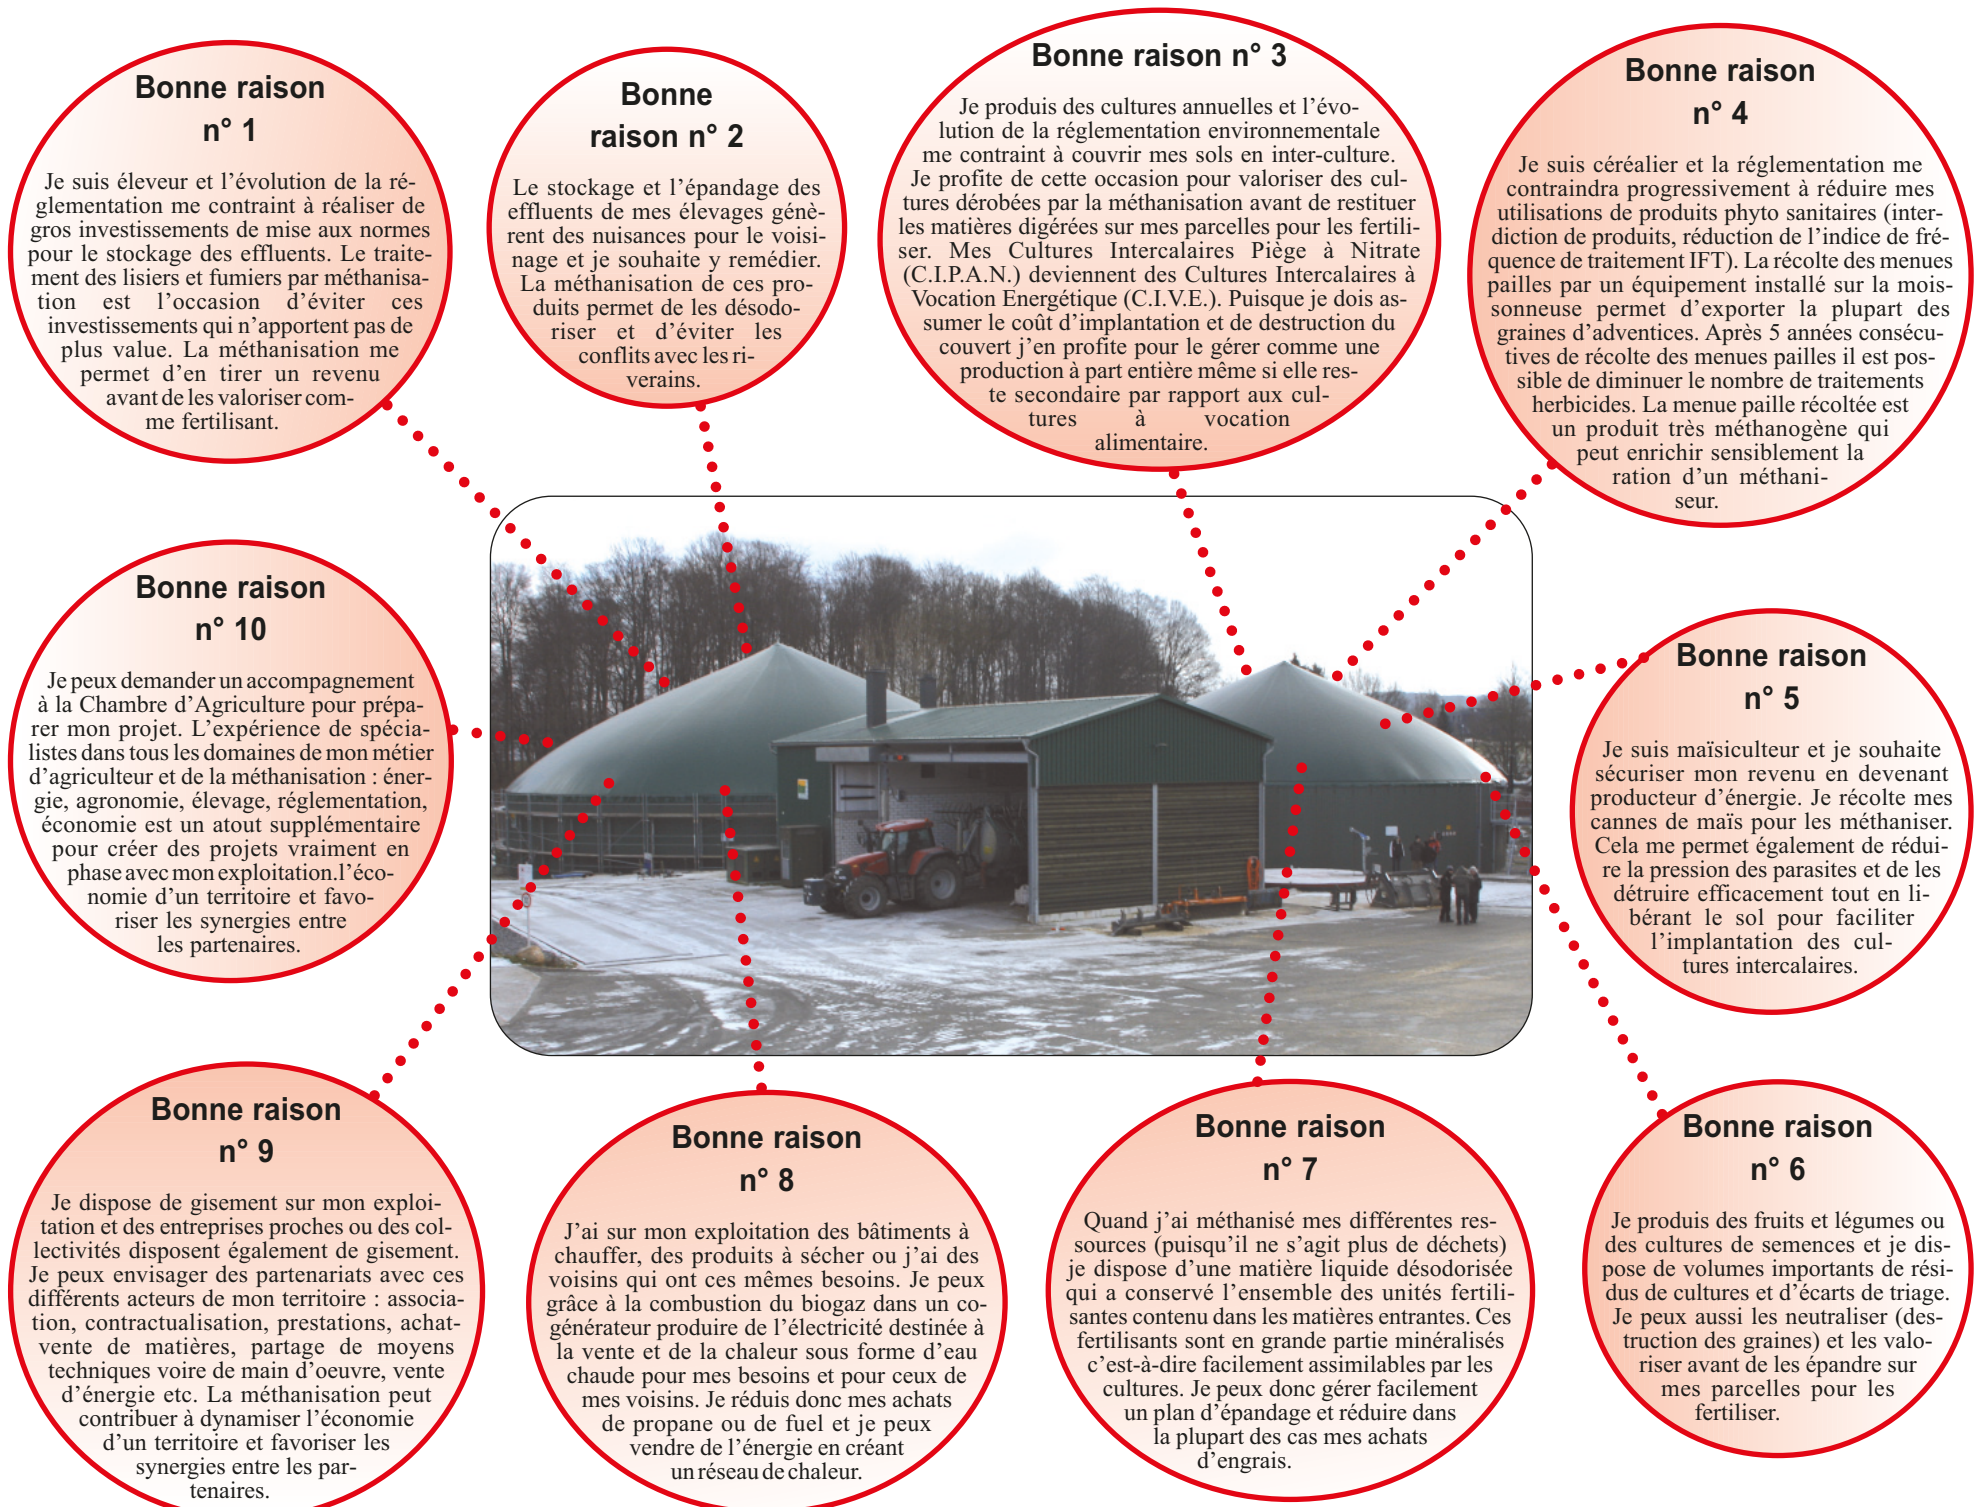 Bonne raison
n° 1
Je suis éleveur et l’évolution de la ré-
glementation me contraint à réaliser de
gros investissements de mise aux normes
pour le stockage des effluents. Le traite-
ment des lisiers et fumiers par méthanisa-
tion est l’occasion d’éviter ces
investissements qui n’apportent pas de
plus value. La méthanisation me
permet d’en tirer un revenu
avant de les valoriser com-
me fertilisant.
Bonne
raison n° 2
Le stockage et l’épandage des
effluents de mes élevages génè-
rent des nuisances pour le voisi-
nage et je souhaite y remédier.
La méthanisation de ces pro-
duits permet de les désodo-
riser et d’éviter les
conflits avec les ri-
verains.
Bonne raison n° 3
Je produis des cultures annuelles et l’évo-
lution de la réglementation environnementale
me contraint à couvrir mes sols en inter-culture.
Je profite de cette occasion pour valoriser des cul-
tures dérobées par la méthanisation avant de restituer
les matières digérées sur mes parcelles pour les fertili-
ser. Mes Cultures Intercalaires Piège à Nitrate
(C.I.P.A.N.) deviennent des Cultures Intercalaires à
Vocation Energétique (C.I.V.E.). Puisque je dois as-
sumer le coût d’implantation et de destruction du
couvert j’en profite pour le gérer comme une
production à part entière même si elle res-
te secondaire par rapport aux cul-
tures à vocation
alimentaire.
Bonne raison
n° 4
Je suis céréalier et la réglementation me
contraindra progressivement à réduire mes
utilisations de produits phyto sanitaires (inter-
diction de produits, réduction de l’indice de fré-
quence de traitement IFT). La récolte des menues
pailles par un équipement installé sur la mois-
sonneuse permet d’exporter la plupart des
graines d’adventices. Après 5 années consécu-
tives de récolte des menues pailles il est pos-
sible de diminuer le nombre de traitements
herbicides. La menue paille récoltée est
un produit très méthanogène qui
peut enrichir sensiblement la
ration d’un méthani-
seur.
Bonne raison
n° 10
Je peux demander un accompagnement
à la Chambre d’Agriculture pour prépa-
rer mon projet. L’expérience de spécia-
listes dans tous les domaines de mon métier
d’agriculteur et de la méthanisation : éner-
gie, agronomie, élevage, réglementation,
économie est un atout supplémentaire
pour créer des projets vraiment en
phase avec mon exploitation.l’éco-
nomie d’un territoire et favo-
riser les synergies entre
les partenaires.
Bonne raison
n° 5
Je suis maïsiculteur et je souhaite
sécuriser mon revenu en devenant
producteur d’énergie. Je récolte mes
cannes de maïs pour les méthaniser.
Cela me permet également de rédui-
re la pression des parasites et de les
détruire efficacement tout en li-
bérant le sol pour faciliter
l’implantation des cul-
tures intercalaires.
Bonne raison
n° 9
Je dispose de gisement sur mon exploi-
tation et des entreprises proches ou des col-
lectivités disposent également de gisement.
Je peux envisager des partenariats avec ces
différents acteurs de mon territoire : associa-
tion, contractualisation, prestations, achat-
vente de matières, partage de moyens
techniques voire de main d’oeuvre, vente
d’énergie etc. La méthanisation peut
contribuer à dynamiser l’économie
d’un territoire et favoriser les
synergies entre les par-
tenaires.
Bonne raison
n° 8
J’ai sur mon exploitation des bâtiments à
chauffer, des produits à sécher ou j’ai des
voisins qui ont ces mêmes besoins. Je peux
grâce à la combustion du biogaz dans un co-
générateur produire de l’électricité destinée à
la vente et de la chaleur sous forme d’eau
chaude pour mes besoins et pour ceux de
mes voisins. Je réduis donc mes achats
de propane ou de fuel et je peux
vendre de l’énergie en créant
un réseau de chaleur.
Bonne raison
n° 7
Quand j’ai méthanisé mes différentes res-
sources (puisqu’il ne s’agit plus de déchets)
je dispose d’une matière liquide désodorisée
qui a conservé l’ensemble des unités fertili-
santes contenu dans les matières entrantes. Ces
fertilisants sont en grande partie minéralisés
c’est-à-dire facilement assimilables par les
cultures. Je peux donc gérer facilement
un plan d’épandage et réduire dans
la plupart des cas mes achats
d’engrais.
Bonne raison
n° 6
Je produis des fruits et légumes ou
des cultures de semences et je dis-
pose de volumes importants de rési-
dus de cultures et d’écarts de triage.
Je peux aussi les neutraliser (des-
truction des graines) et les valo-
riser avant de les épandre sur
mes parcelles pour les
fertiliser.